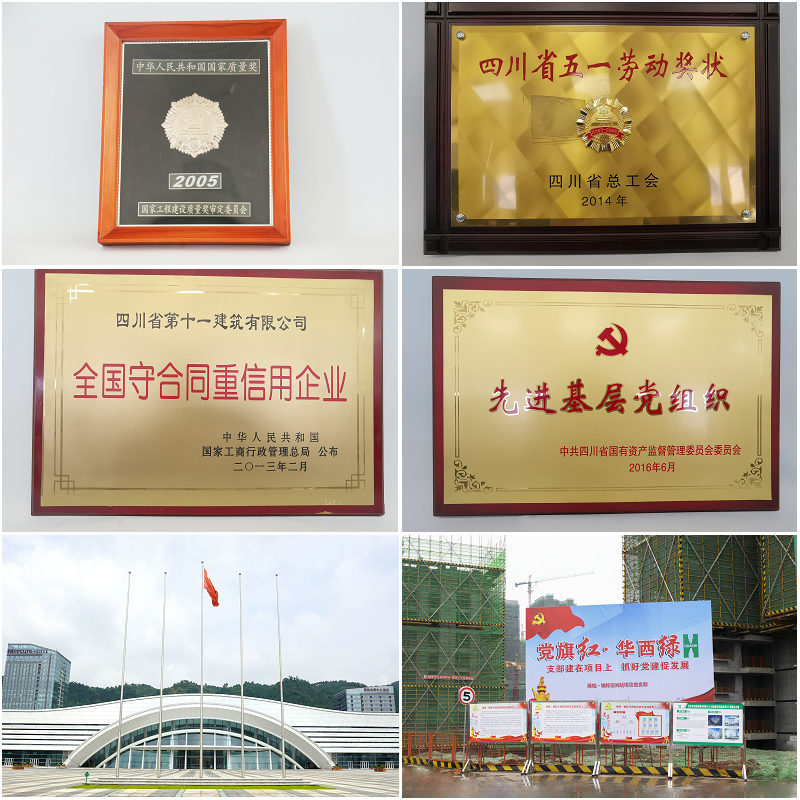 中华人民共和国国家质量奖
2005
国家工程建设质量奖审定委员会
四川省五一劳动奖状
四川省总工会
2014年
四川省第十一建筑有限公司
全国守合同重信用企业
中华人民共和国
国家工商行政管理总局 公布
二〇一三年二月
先进基层党组织
中共四川省国有资产监督管理委员会委员会
2016年6月
Mercure
党旗红·华西绿
支部建在项目上 抓好党建促发展
5